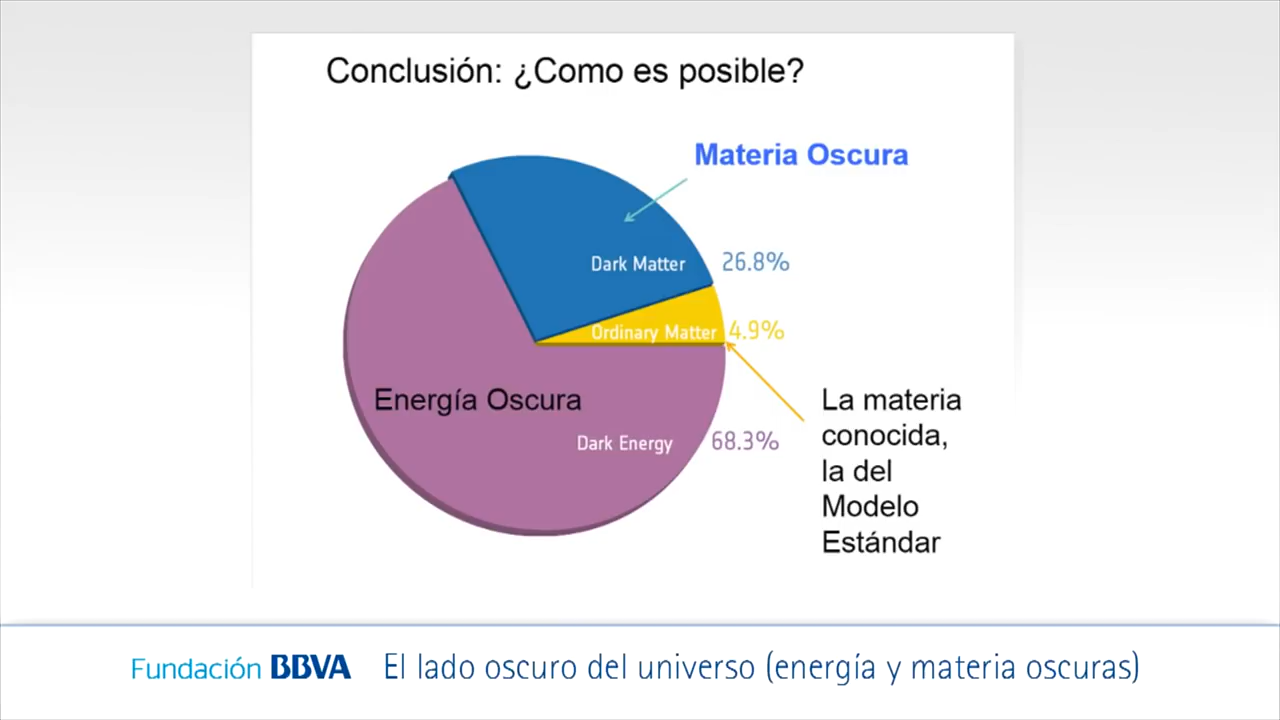 Conclusión: ¿Como es posible?
Materia Oscura
Dark Matter 26.8%
Ordinary Matter 4.9%
Energía Oscura
Dark Energy 68.3%
La materia
conocida,
la del
Modelo
Estándar
Fundación BBVA El lado oscuro del universo (energía y materia oscuras)